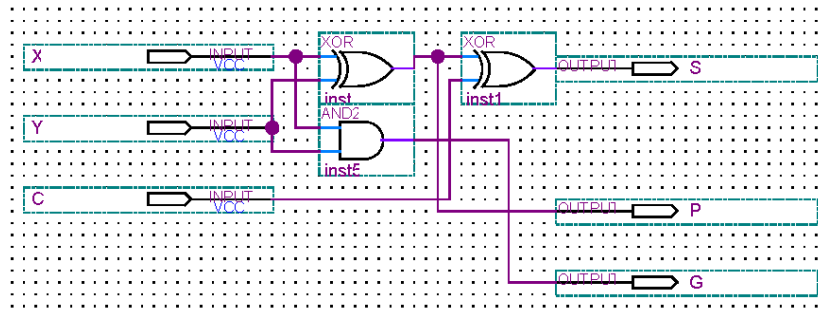 XOR
XOR
X
INPUT
VCC
OUTPUT
S
inst
inst1
AND2
Y
INPUT
VCC
inst5
C
INPUT
VCC
OUTPUT
P
OUTPUT
G